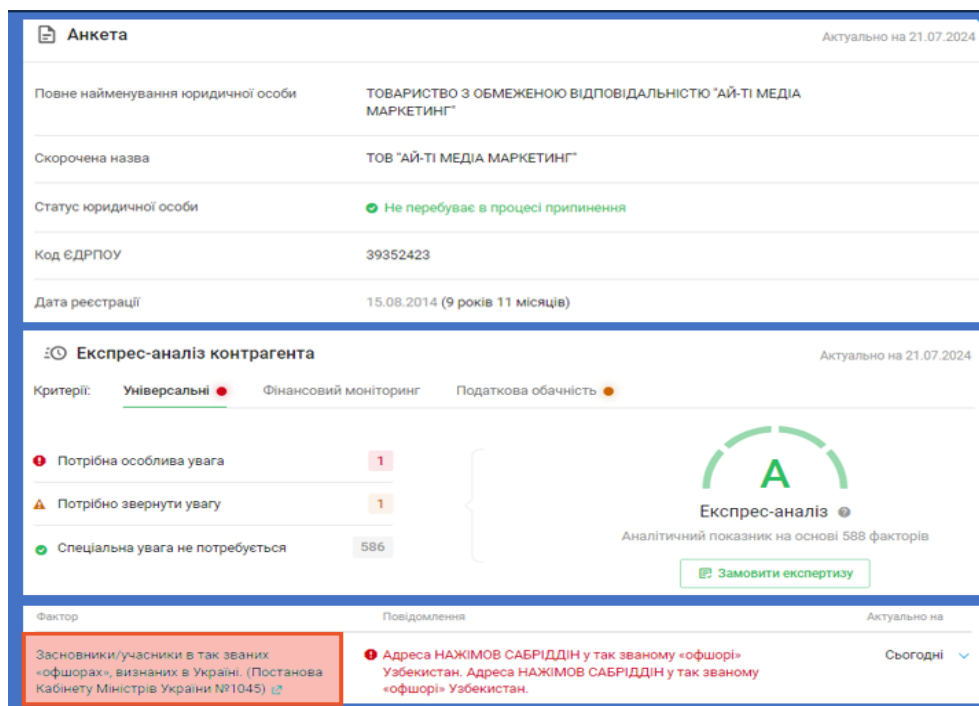 Анкета
Актуально на 21.07.2024
Повне найменування юридичної особи
ТОВАРИСТВО З ОБМЕЖЕНОЮ ВІДПОВІДАЛЬНІСТЮ "АЙ-ТІ МЕДІА
МАРКЕТИНГ"
Скорочена назва
ТОВ "АЙ-ТІ МЕДІА МАРКЕТИНГ"
Статус юридичної особи
Не перебуває в процесі припинення
Код ЄДРПОУ
39352423
Дата реєстрації
15.08.2014 (9 років 11 місяців)
Експрес-аналіз контрагента
Актуально на 21.07.2024
Критерії: Універсальні Фінансовий моніторинг Податкова обачність
Потрібна особлива увага 1
Потрібно звернути увагу 1
Спеціальна увага не потребується 586
A
Експрес-аналіз
Аналітичний показник на основі 588 факторів
Замовити експертизу
Фактор Повідомлення Актуально на
Засновники/учасники в так званих
«офшорах», визнаних в Україні. (Постанова
Кабінету Міністрів України №1045)
Адреса НАЖІМОВ САБРІДДІН у так званому «офшорі»
Узбекистан. Адреса НАЖІМОВ САБРІДДІН у так званому
«офшорі» Узбекистан.
Сьогодні